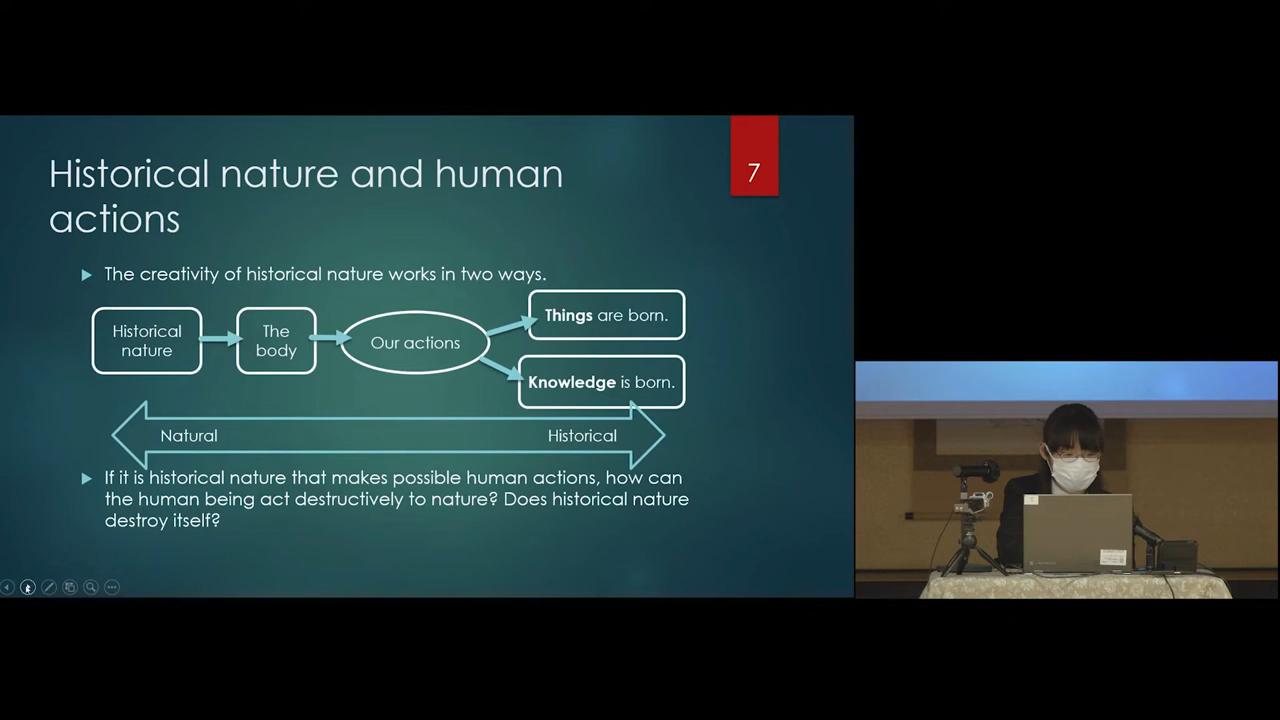 Historical nature and human
actions
7
The creativity of historical nature works in two ways.
Historical
nature
The
body
Our actions
Things are born.
Knowledge is born.
Natural
Historical
If it is historical nature that makes possible human actions, how can
the human being act destructively to nature? Does historical nature
destroy itself?